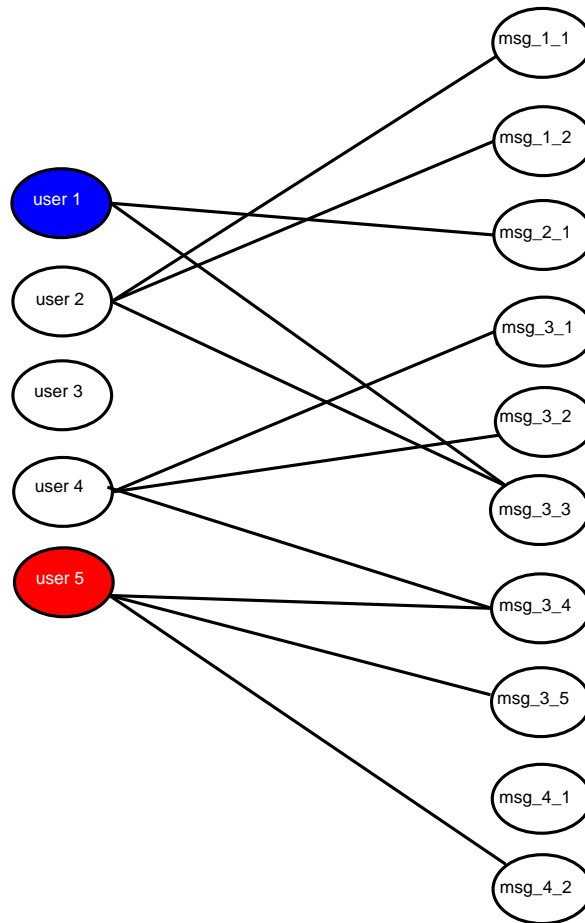 user 1
user 2
user 3
user 4
user 5
msg_1_1
msg_1_2
msg_2_1
msg_3_1
msg_3_2
msg_3_3
msg_3_4
msg_3_5
msg_4_1
msg_4_2